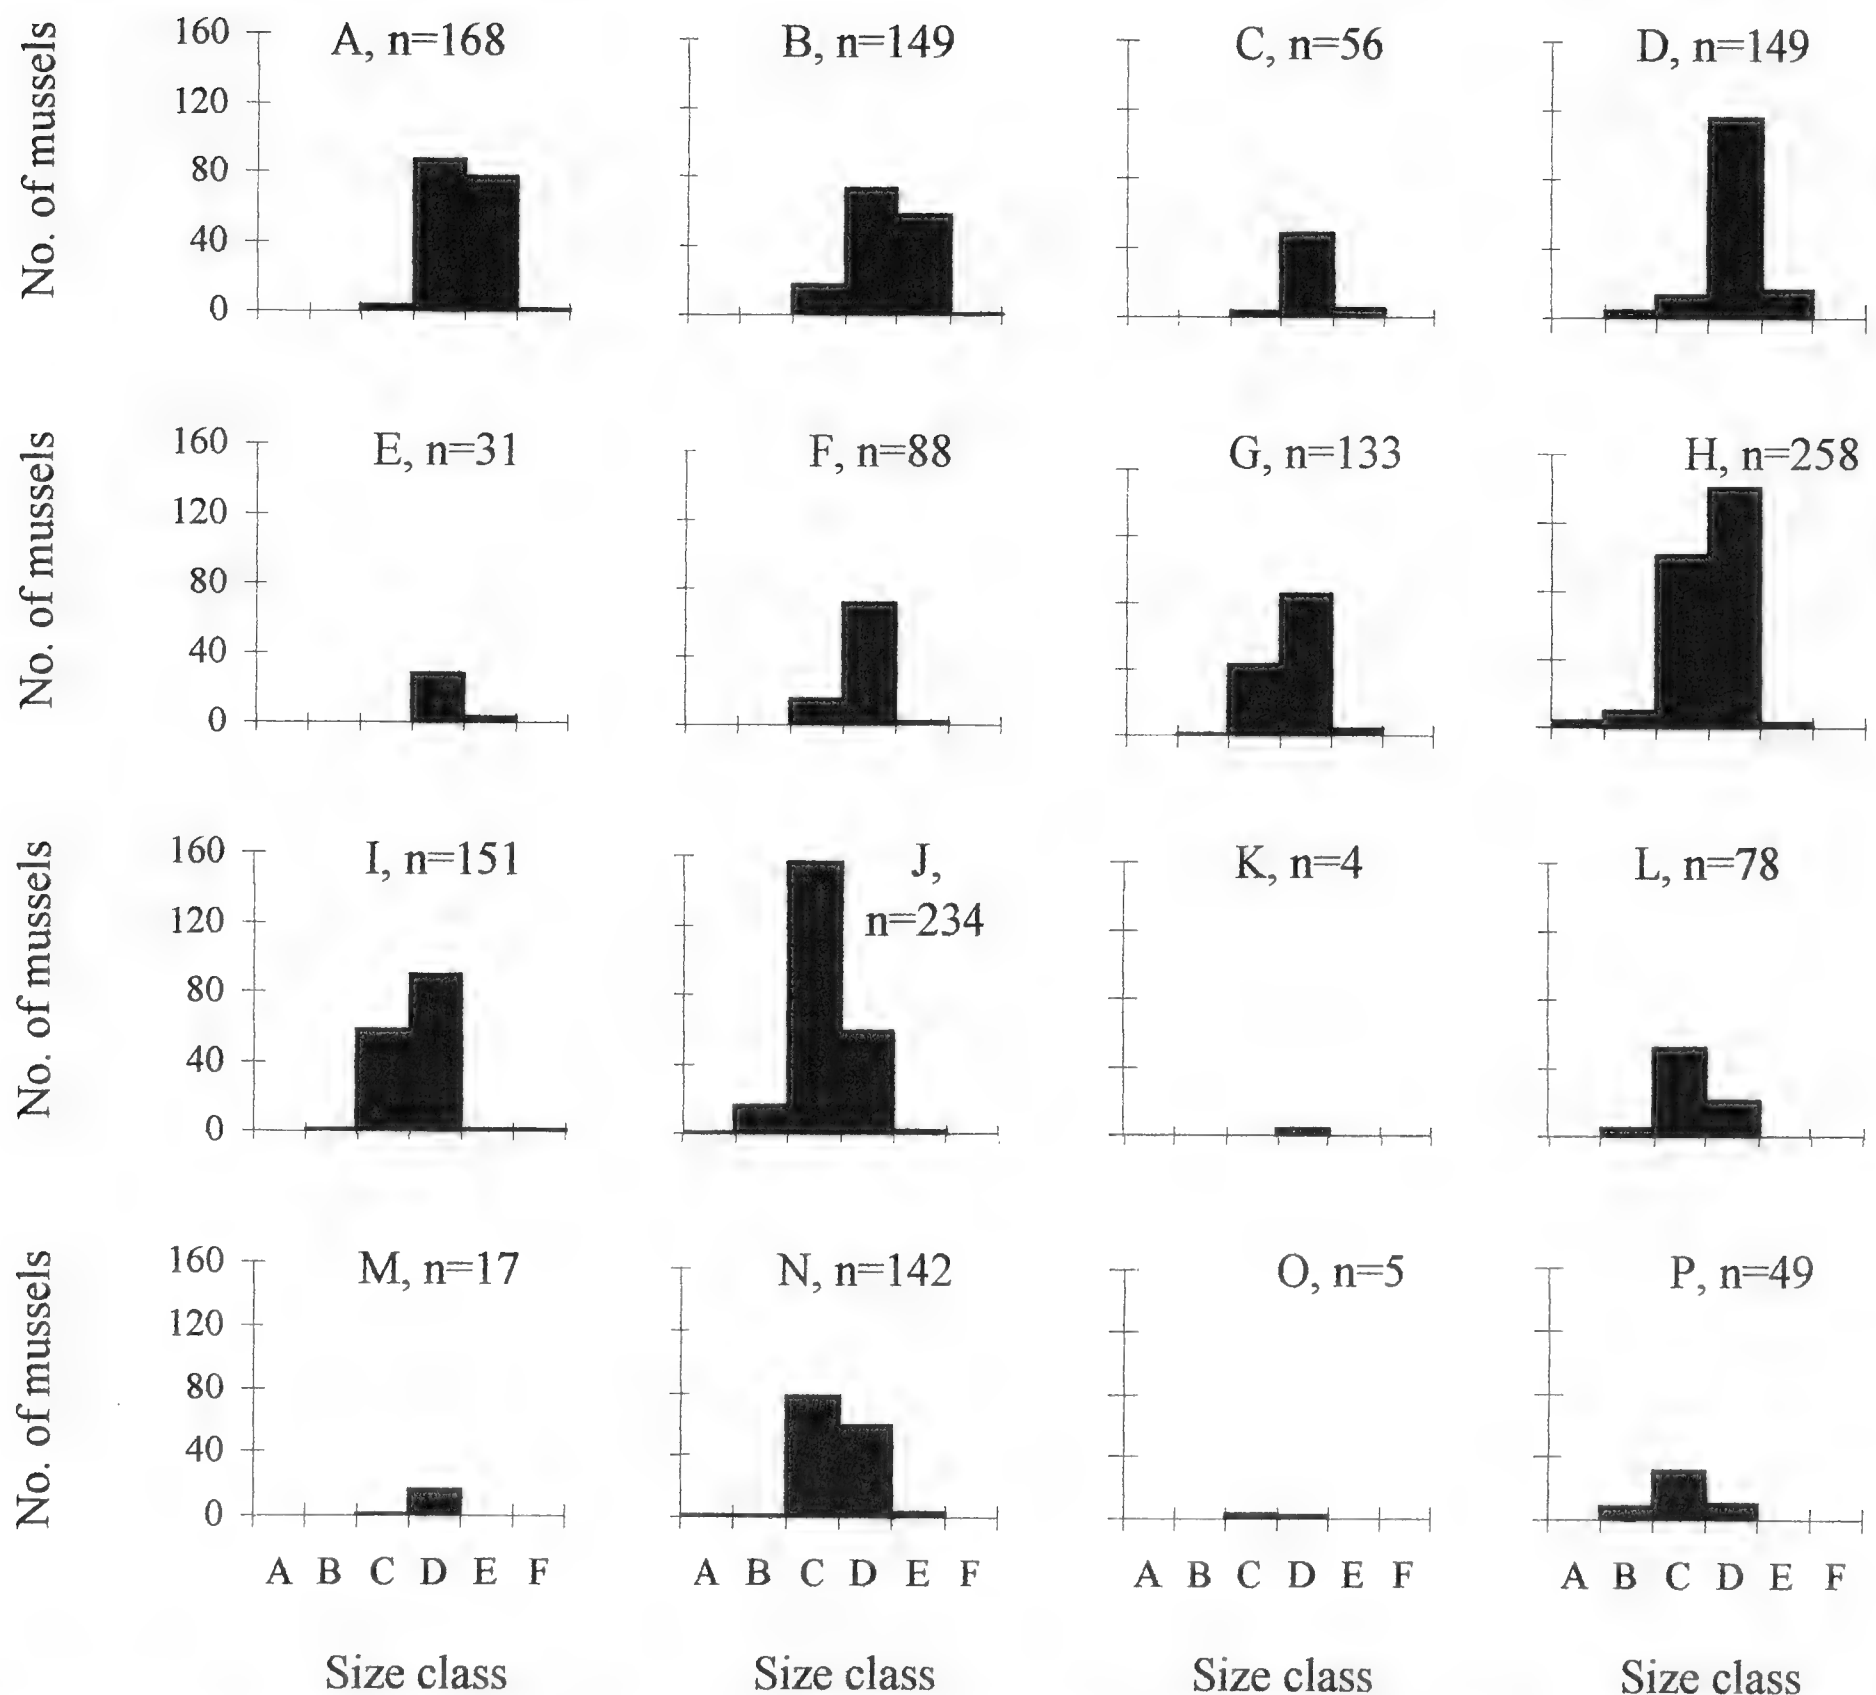 No. of mussels
160
120
80
40
0
A, n=168
B, n=149
C, n=56
D, n=149
No. of mussels
160
120
80
40
0
E, n=31
F, n=88
G, n=133
H, n=258
No. of mussels
160
120
80
40
0
I, n=151
J,
n=234
K, n=4
L, n=78
No. of mussels
160
120
80
40
0
M, n=17
N, n=142
O, n=5
P, n=49
A B C D E F
A B C D E F
A B C D E F
A B C D E F
Size class
Size class
Size class
Size class